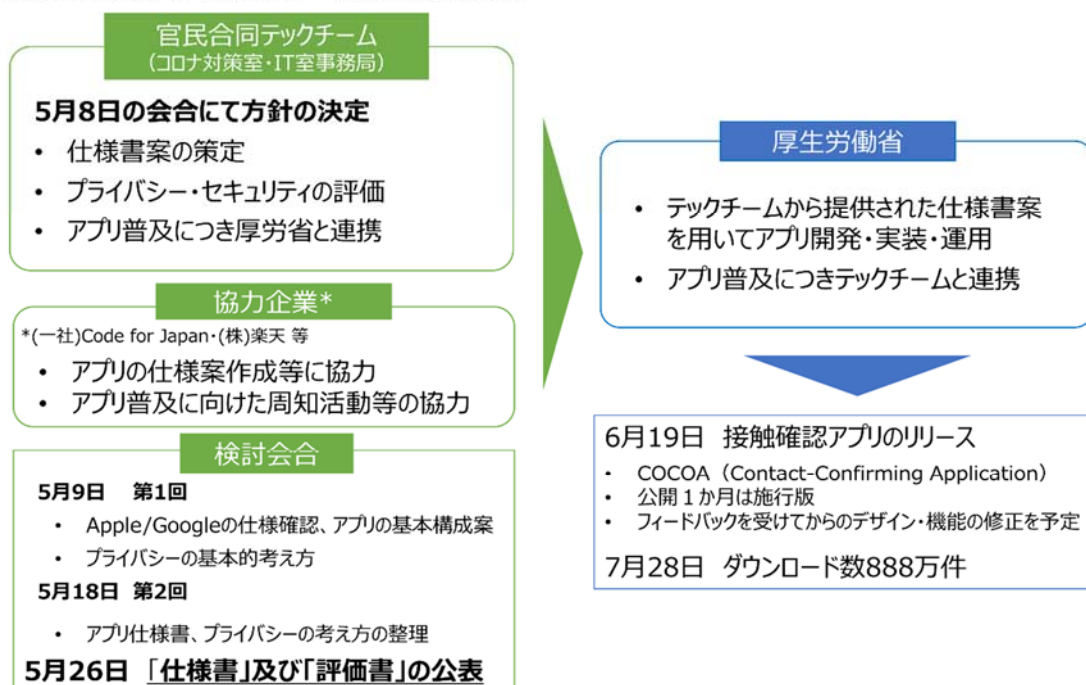 官民合同テックチーム
(コロナ対策室・IT室事務局)
5月8日の会合にて方針の決定
• 仕様書案の策定
• プライバシー・セキュリティの評価
• アプリ普及につき厚労省と連携
協力企業*
*(一社)Code for Japan・(株)楽天 等
• アプリの仕様案作成等に協力
• アプリ普及に向けた周知活動等の協力
検討会合
5月9日 第1回
• Apple/Googleの仕様確認、アプリの基本構成案
• プライバシーの基本的考え方
5月18日 第2回
• アプリ仕様書、プライバシーの考え方の整理
5月26日 「仕様書」及び「評価書」の公表
厚生労働省
• テックチームから提供された仕様書案
を用いてアプリ開発・実装・運用
• アプリ普及につきテックチームと連携
6月19日 接触確認アプリのリリース
• COCOA（Contact-Confirming Application）
• 公開１か月は施行版
• フィードバックを受けてからのデザイン・機能の修正を予定
7月28日 ダウンロード数888万件